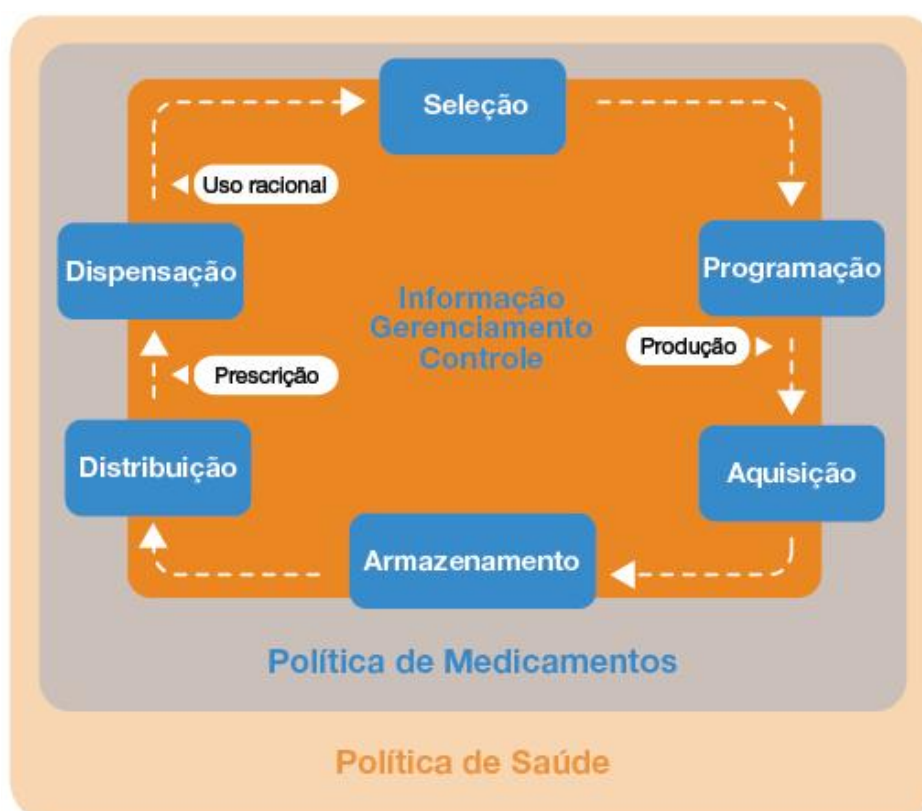 Seleção
Uso racional
Dispensação
Programação
Informação
Gerenciamento
Controle
Produção
Prescrição
Distribuição
Aquisição
Armazenamento
Política de Medicamentos
Política de Saúde